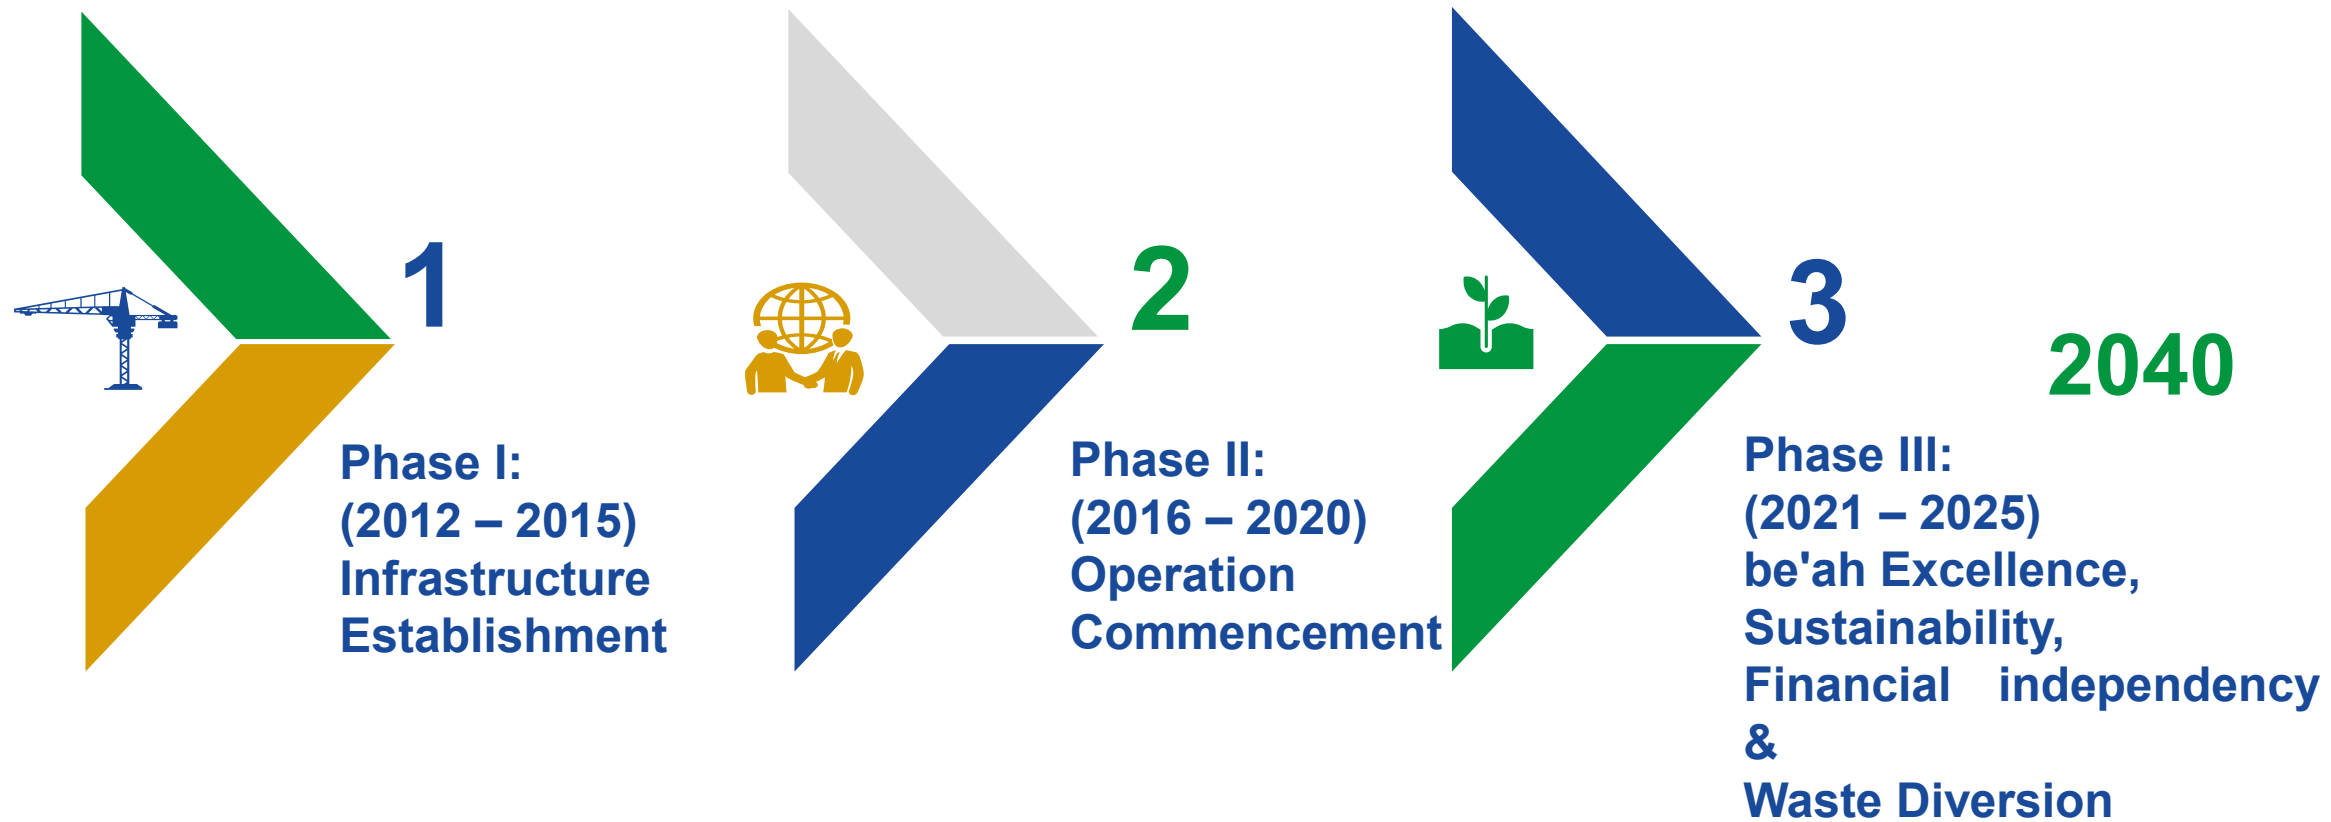 1
Phase I:
(2012 – 2015)
Infrastructure
Establishment
2
Phase II:
(2016 – 2020)
Operation
Commencement
3
2040
Phase III:
(2021 – 2025)
be'ah Excellence,
Sustainability,
Financial independency
&
Waste Diversion